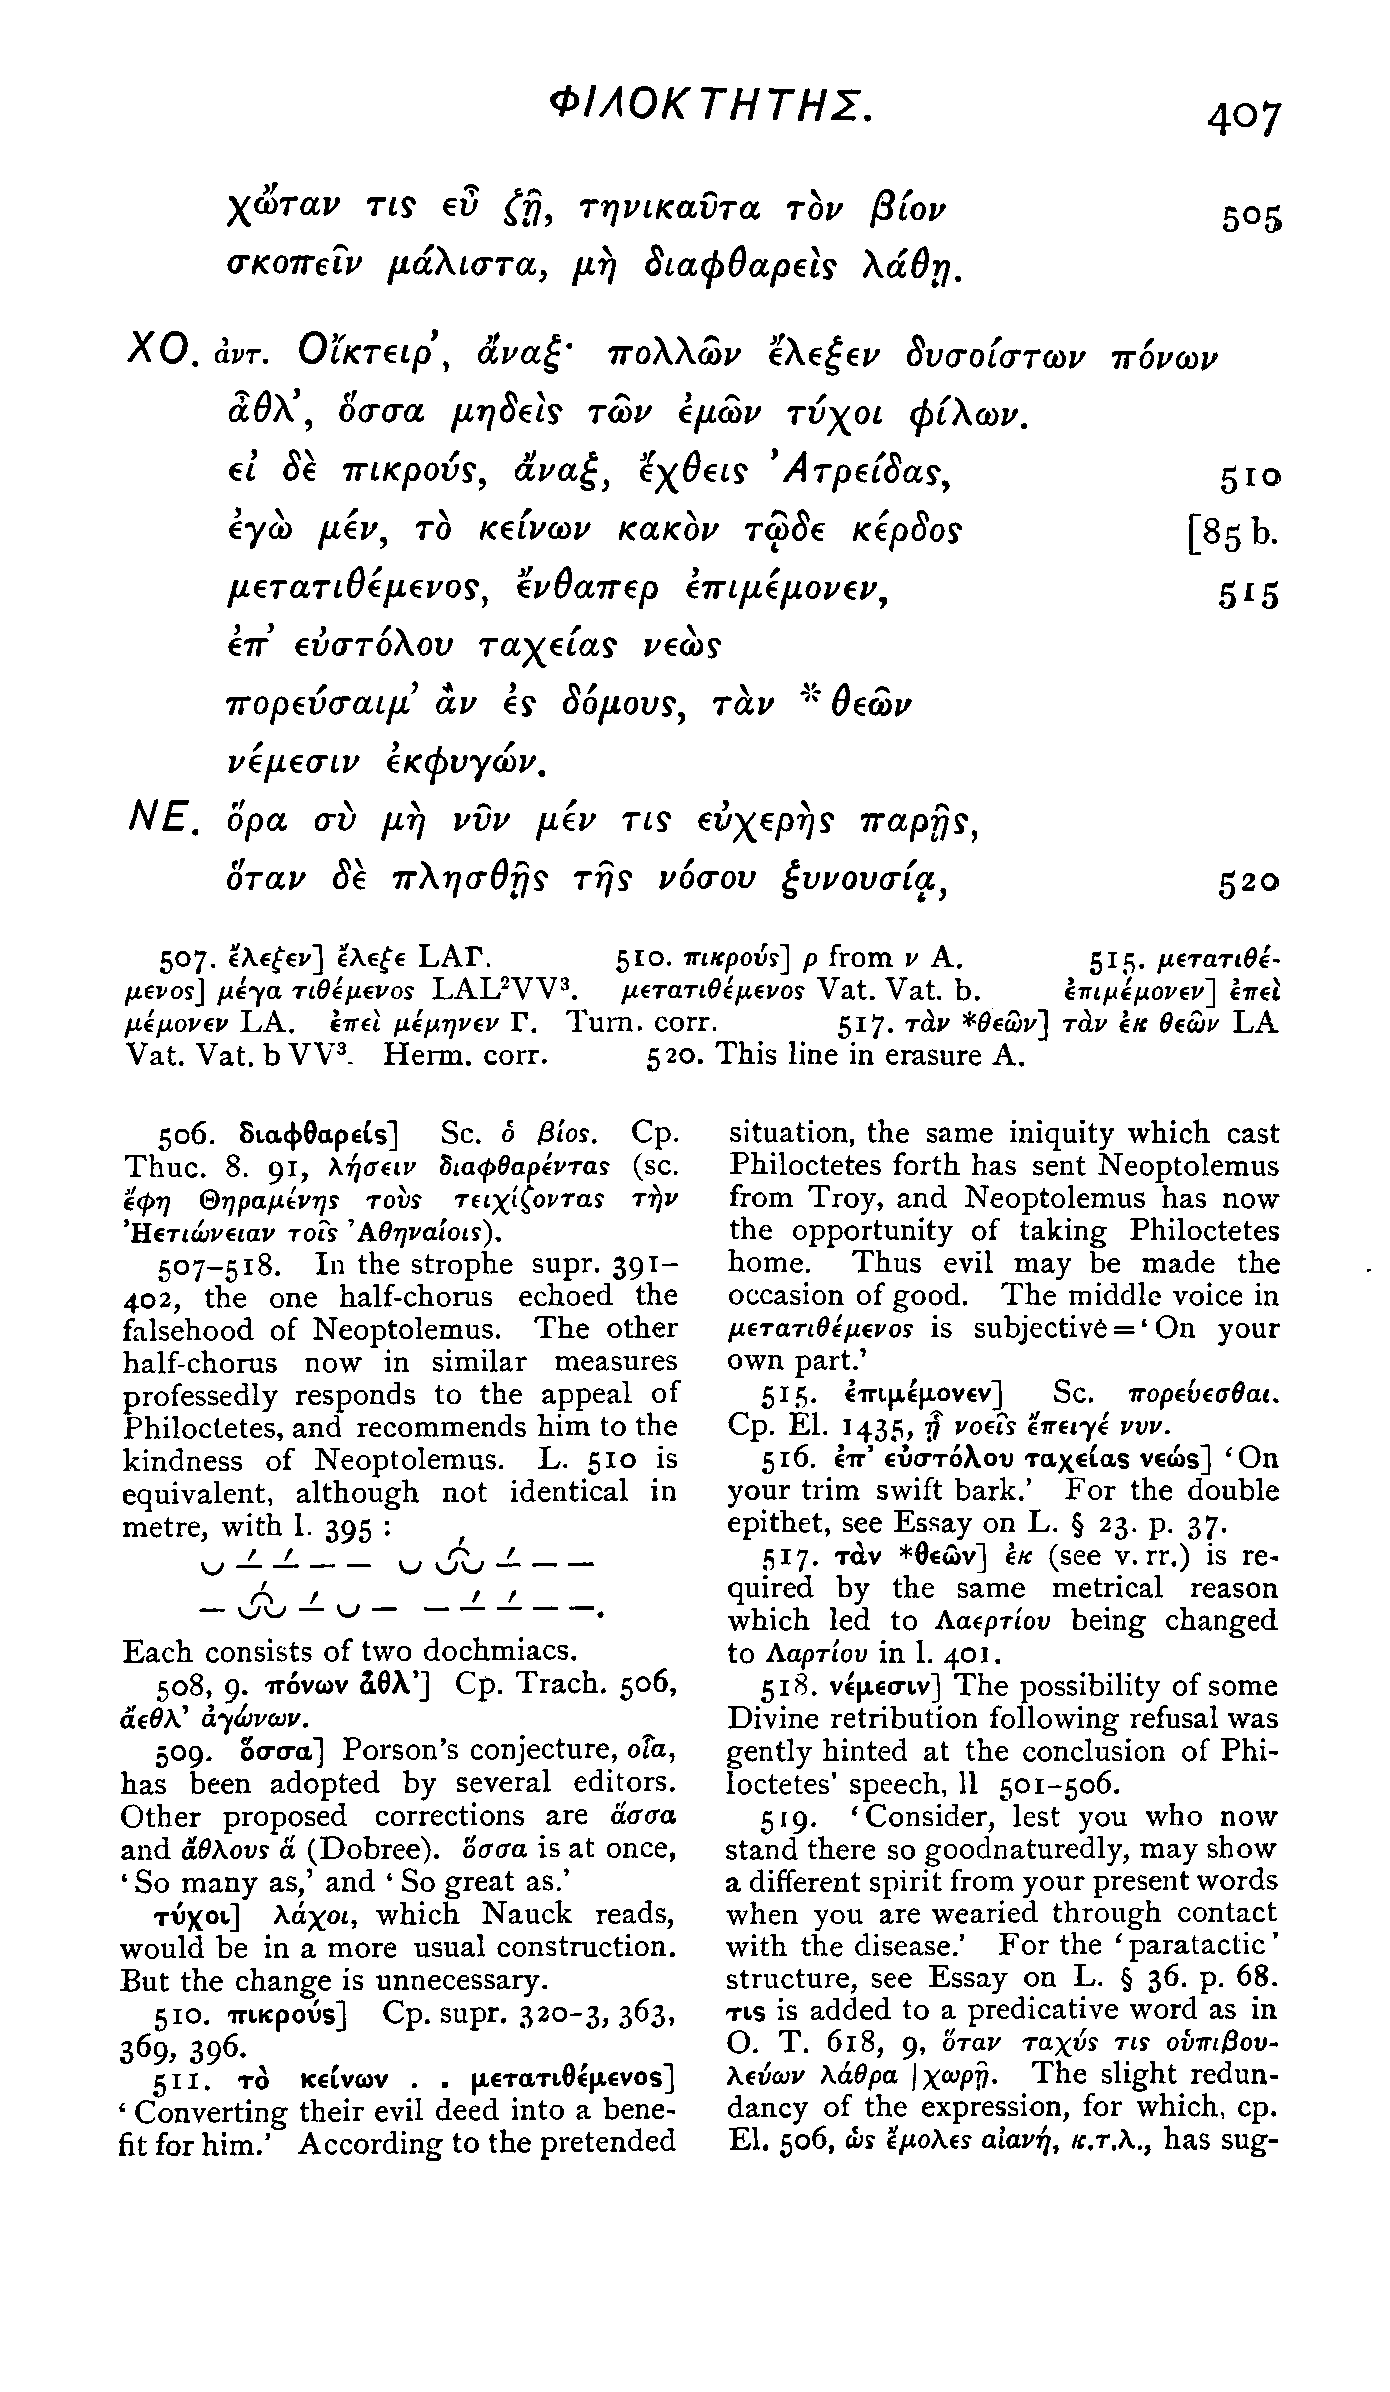 ΦΙΛΟΚΤΗΤΗΣ. 407
χὤταν τις εὖ ζῇ, τηνικαῦτα τὸν βίον 505
σκοπεῖν μάλιστα, μὴ διαφθαρεὶς λάθῃ.
ΧΟ. ἀντ. Οἴκτειρ’, ἄναξ· πολλῶν ἔλεξεν δυσοίστων πόνων
ἆθλ’, ὅσσα μηδεὶς τῶν ἐμῶν τύχοι φίλων.
εἰ δὲ πικρούς, ἄναξ, ἔχθεις Ἀτρείδας, 510
ἐγὼ μέν, τὸ κείνων κακὸν τῷδε κέρδος [85 b.
μετατιθέμενος, ἔνθαπερ ἐπιμέμονεν, 515
ἐπ’ εὐστόλου ταχείας νεὼς
πορεύσαιμ’ ἂν ἐς δόμους, τὰν *θεῶν
νέμεσιν ἐκφυγών.
ΝΕ. ὅρα σὺ μὴ νῦν μέν τις εὐχερὴς παρῇς,
ὅταν δὲ πλησθῇς τῆς νόσου ξυνουσίᾳ, 520
507. ἔλεξεν] ἔλεξε LAΓ. 510. πικρούς] ρ from ν A. 515. μετατιθέ-
μενος] μέγα τιθέμενος LAL²VV³. μετατιθέμενος Vat. Vat. b. ἐπιμέμονεν] ἐπεὶ
μέμονεν LA. ἐπεὶ μέμηνεν Γ. Turn. corr. 517. τὰν *θεῶν] τὰν ἐκ θεῶν LA
Vat. Vat. b VV³. Herm. corr. 520. This line in erasure A.
506. διαφθαρείς] Sc. ὁ βίος. Cp.
Thuc. 8. 91, λήσειν διαφθαρέντας (sc.
ἔφη Θηραμένης τοὺς τειχίζοντας τὴν
Ἠετιώνειαν τοῖς Ἀθηναίοις).
507–518. In the strophe supr. 391–
402, the one half-chorus echoed the
falsehood of Neoptolemus. The other
half-chorus now in similar measures
professedly responds to the appeal of
Philoctetes, and recommends him to the
kindness of Neoptolemus. L. 510 is
equivalent, although not identical in
metre, with l. 395 :
Each consists of two dochmiacs.
508, 9. πόνων ἆθλ’] Cp. Trach. 506,
ἄεθλ’ ἀγώνων.
509. ὅσσα] Porson’s conjecture, οἷα,
has been adopted by several editors.
Other proposed corrections are ἅσσα
and ἄθλους ἅ (Dobree). ὅσσα is at once,
‘So many as,’ and ‘So great as.’
τύχοι] λάχοι, which Nauck reads,
would be in a more usual construction.
But the change is unnecessary.
510. πικρούς] Cp. supr. 320–3, 363,
369, 396.
511. τὸ κείνων . . μετατιθέμενος]
‘Converting their evil deed into a bene-
fit for him.’ According to the pretended
situation, the same iniquity which cast
Philoctetes forth has sent Neoptolemus
from Troy, and Neoptolemus has now
the opportunity of taking Philoctetes
home. Thus evil may be made the
occasion of good. The middle voice in
μετατιθέμενος is subjective=‘On your
own part.’
515. ἐπιμέμονεν] Sc. πορεύεσθαι.
Cp. El. 1435, ᾗ νοεῖς ἔπειγέ νυν.
516. ἐπ’ εὐστόλου ταχείας νεώς] ‘On
your trim swift bark.’ For the double
epithet, see Essay on L. § 23. p. 37.
517. τὰν *θεῶν] ἐκ (see v. rr.) is re-
quired by the same metrical reason
which led to Λαερτίου being changed
to Λαρτίου in l. 401.
518. νέμεσιν] The possibility of some
Divine retribution following refusal was
gently hinted at the conclusion of Phi-
loctetes’ speech, ll 501–506.
519. ‘Consider, lest you who now
stand there so goodnaturedly, may show
a different spirit from your present words
when you are wearied through contact
with the disease.’ For the ‘paratactic’
structure, see Essay on L. § 36. p. 68.
τις is added to a predicative word as in
O. T. 618, 9, ὅταν ταχύς τις οὑπιβου-
λεύων λάθρα | χωρῇ. The slight redun-
dancy of the expression, for which, cp.
El. 506, ὡς ἔμολες αἰανή, κ.τ.λ., has sug-